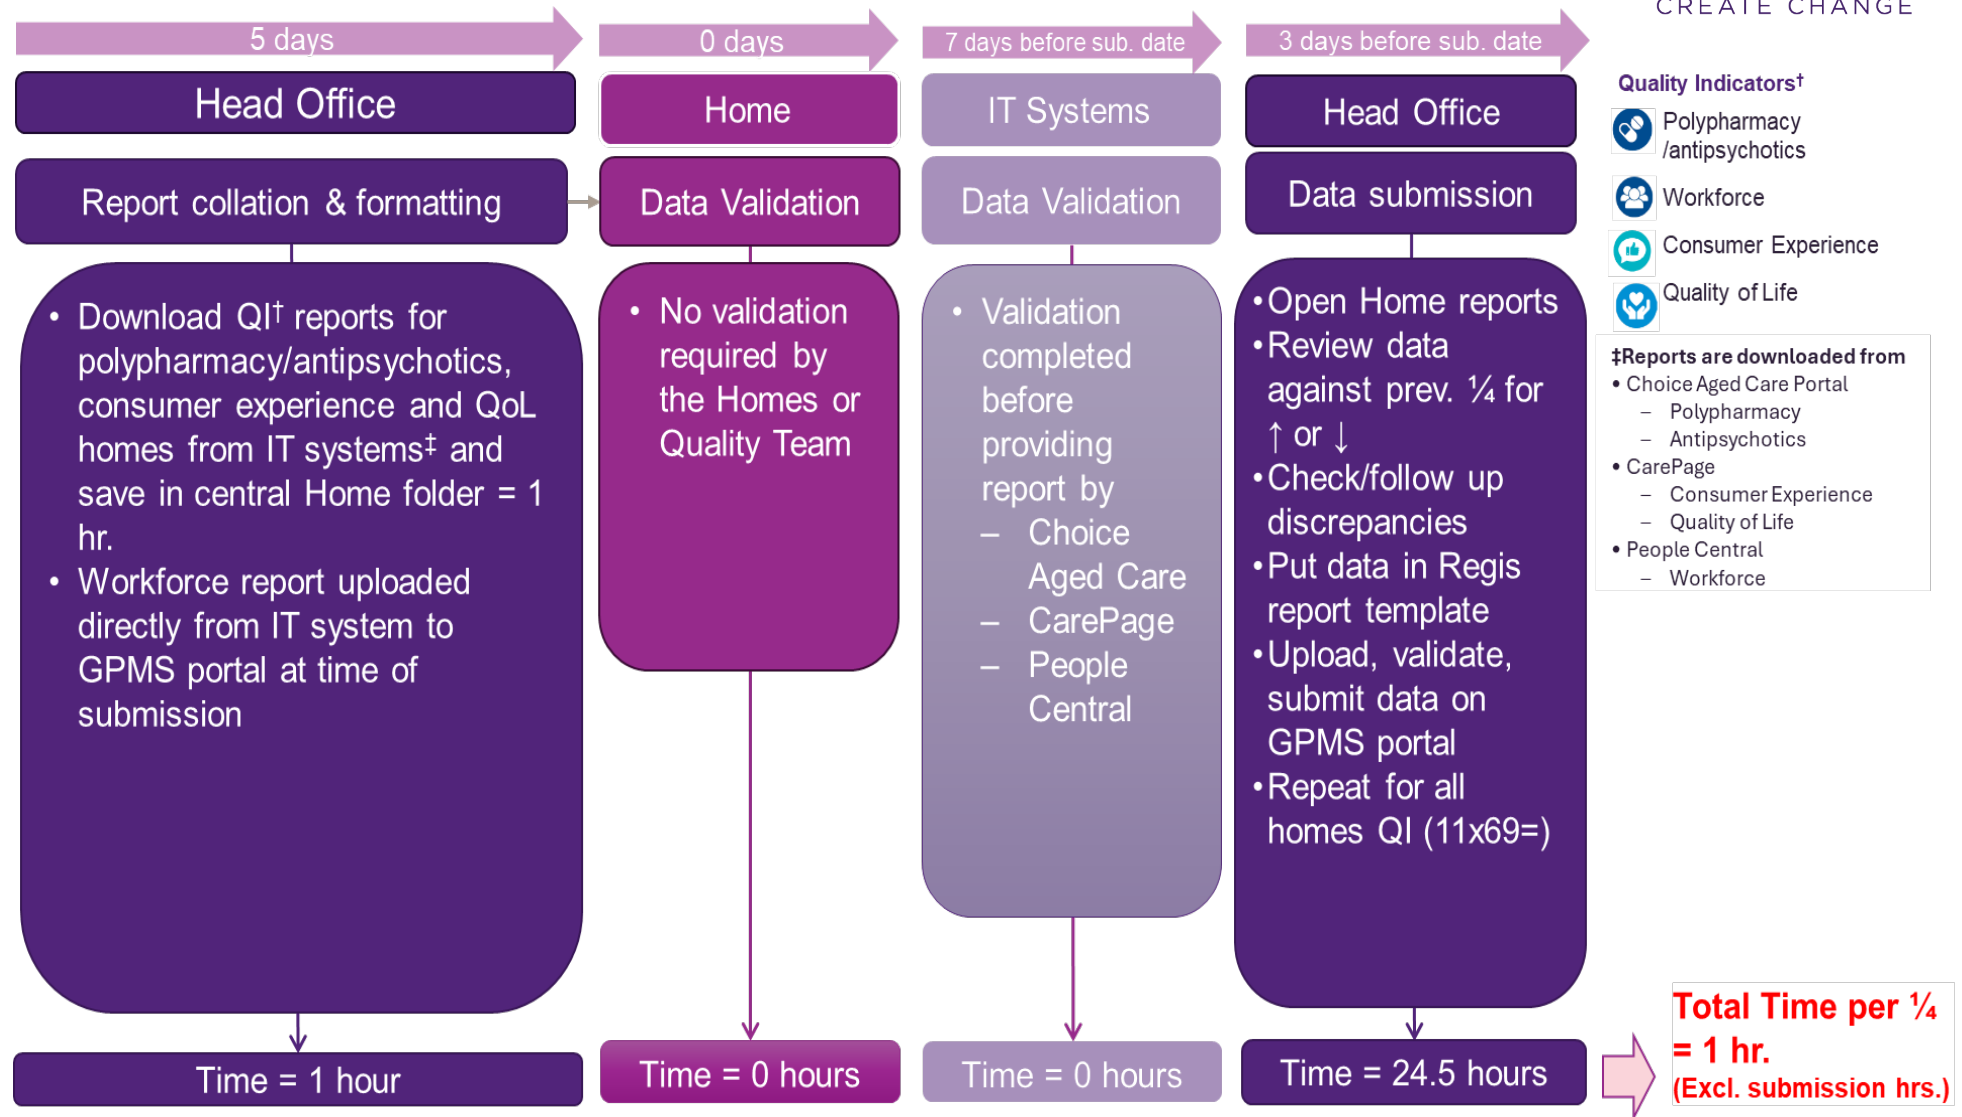 CREATE CHANGE
5 days
0 days
7 days before sub. date
3 days before sub. date
Head Office
Home
IT Systems
Head Office
Report collation & formatting
Data Validation
Data Validation
Data submission
• Download QI† reports for
polypharmacy/antipsychotics,
consumer experience and QoL
homes from IT systems‡ and
save in central Home folder = 1
hr.
• Workforce report uploaded
directly from IT system to
GPMS portal at time of
submission
• No validation
required by
the Homes or
Quality Team
• Validation
completed
before
providing
report by
– Choice
Aged Care
– CarePage
– People
Central
• Open Home reports
• Review data
against prev. ¼ for
↑ or ↓
• Check/follow up
discrepancies
• Put data in Regis
report template
• Upload, validate,
submit data on
GPMS portal
• Repeat for all
homes QI (11x69=)
Time = 1 hour
Time = 0 hours
Time = 0 hours
Time = 24.5 hours
Quality Indicators†
Polypharmacy
/antipsychotics
Workforce
Consumer Experience
Quality of Life
‡Reports are downloaded from
• Choice Aged Care Portal
– Polypharmacy
– Antipsychotics
• CarePage
– Consumer Experience
– Quality of Life
• People Central
– Workforce
Total Time per ¼
= 1 hr.
(Excl. submission hrs.)